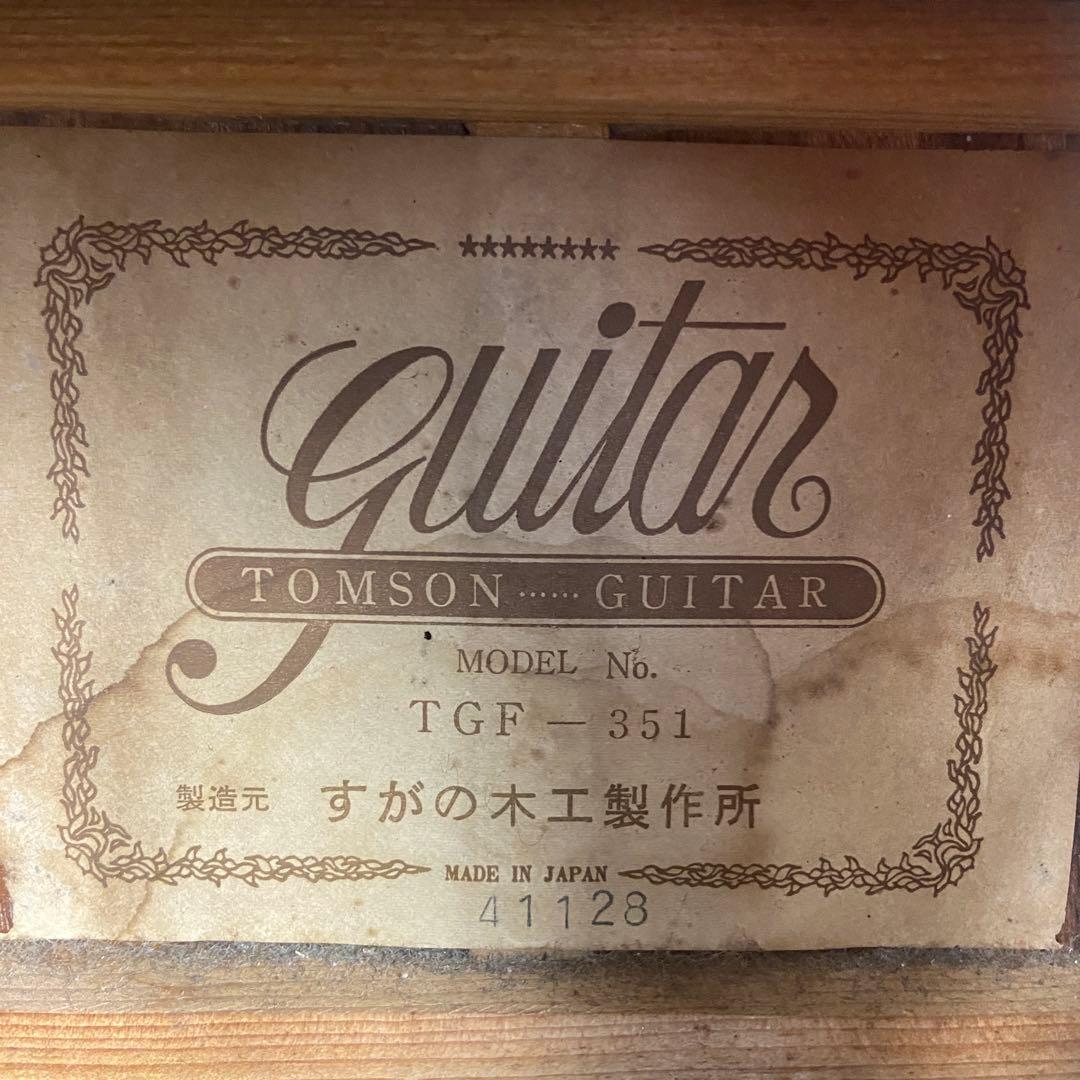 ★★★★★★★★
guitar
TOMSON ...... GUITAR
MODEL No.
TGF — 351
製造元 すがの木工製作所
MADE IN JAPAN
41128